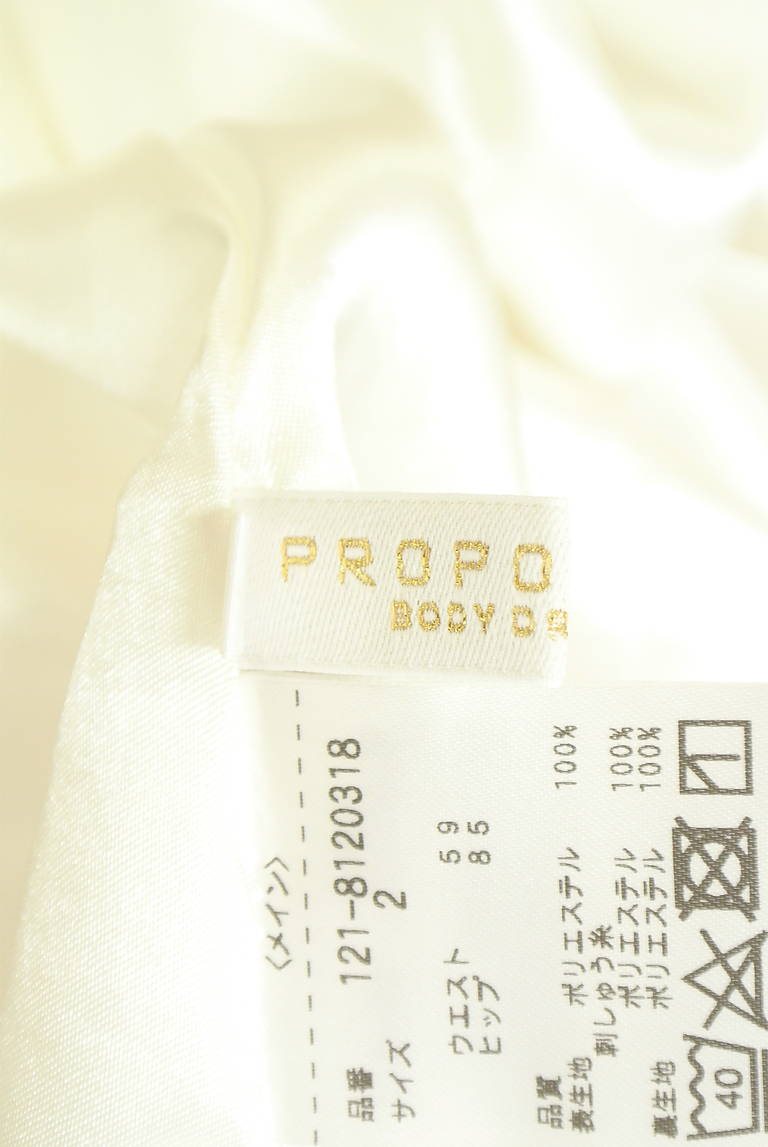 PROPO
BODY D
〈メイン〉
品番 121-8120318
サイズ 2
ウエスト 59
ヒップ 85
品質
表生地 ポリエステル 100%
刺しゅう糸
ポリエステル 100%
裏生地 ポリエステル 100%
40